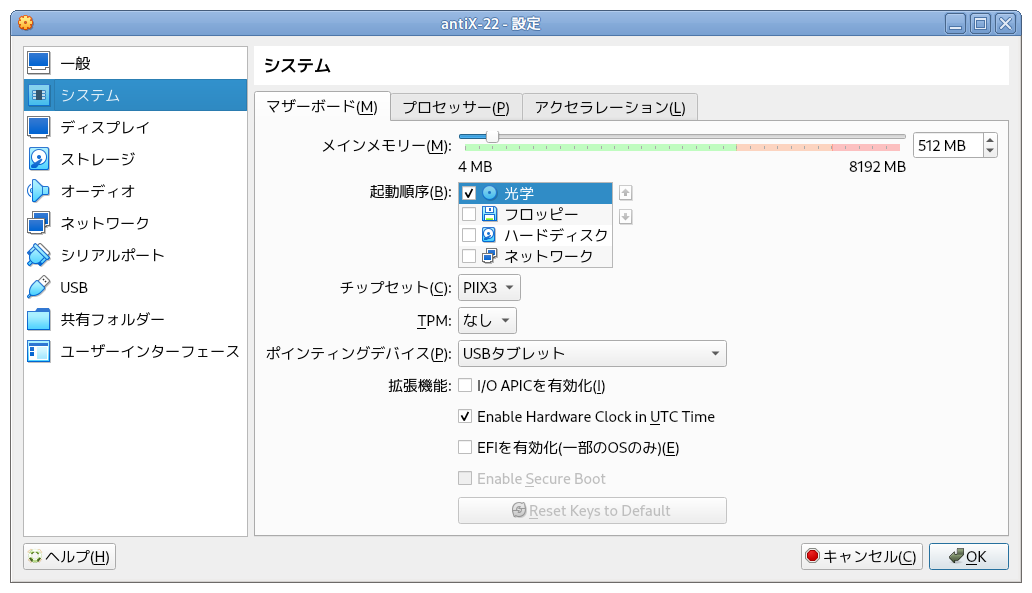 antiX-22 - 設定
一般
システム
ディスプレイ
ストレージ
オーディオ
ネットワーク
シリアルポート
USB
共有フォルダー
ユーザーインターフェース
システム
マザーボード(M) プロセッサー(P) アクセラレーション(L)
メインメモリー(M): 512 MB
4 MB 8192 MB
起動順序(B): 光学
フロッピー
ハードディスク
ネットワーク
チップセット(C): PIIX3
TPM: なし
ポインティングデバイス(P): USBタブレット
拡張機能: I/O APICを有効化(I)
Enable Hardware Clock in UTC Time
EFIを有効化(一部のOSのみ)(E)
Enable Secure Boot
Reset Keys to Default
ヘルプ(H) キャンセル(C) OK